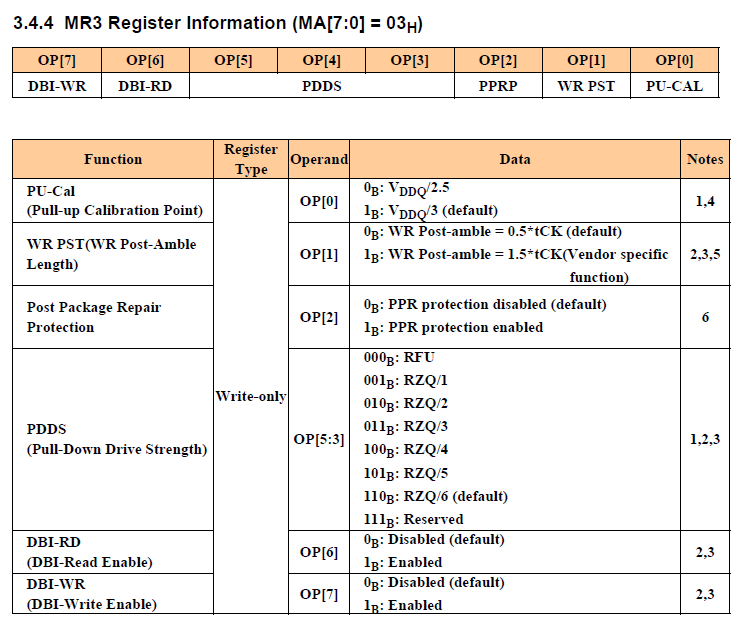 3.4.4 MR3 Register Information (MA[7:0] = 03H)
OP[7] OP[6] OP[5] OP[4] OP[3] OP[2] OP[1] OP[0]
DBI-WR DBI-RD PDDS PPRP WR PST PU-CAL
Function Register Type Operand Data Notes
PU-Cal
(Pull-up Calibration Point)
Write-only
OP[0]
0B: VDDQ/2.5
1B: VDDQ/3 (default)
1,4
WR PST(WR Post-Amble
Length)
OP[1]
0B: WR Post-amble = 0.5*tCK (default)
1B: WR Post-amble = 1.5*tCK(Vendor specific
function)
2,3,5
Post Package Repair
Protection
OP[2]
0B: PPR protection disabled (default)
1B: PPR protection enabled
6
PDDS
(Pull-Down Drive Strength)
OP[5:3]
000B: RFU
001B: RZQ/1
010B: RZQ/2
011B: RZQ/3
100B: RZQ/4
101B: RZQ/5
110B: RZQ/6 (default)
111B: Reserved
1,2,3
DBI-RD
(DBI-Read Enable)
OP[6]
0B: Disabled (default)
1B: Enabled
2,3
DBI-WR
(DBI-Write Enable)
OP[7]
0B: Disabled (default)
1B: Enabled
2,3